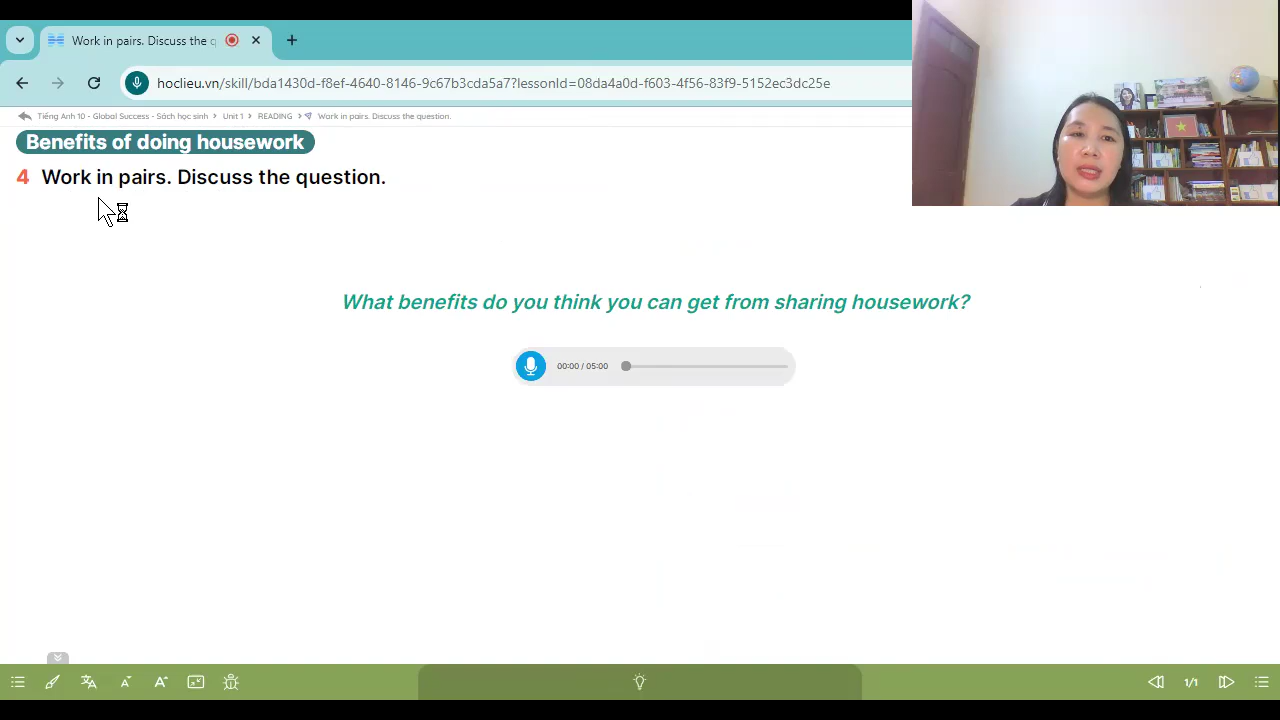 Work in pairs. Discuss the q
hoclieu.vn/skill/bda1430d-f8ef-4640-8146-9c67b3cda5a7?lessonId=08da4a0d-f603-4f56-83f9-5152ec3dc25e
Tiếng Anh 10 - Global Success - Sách học sinh > Unit 1 > READING > Work in pairs. Discuss the question.
Benefits of doing housework
4 Work in pairs. Discuss the question.
What benefits do you think you can get from sharing housework?
00:00 / 05:00
1/1